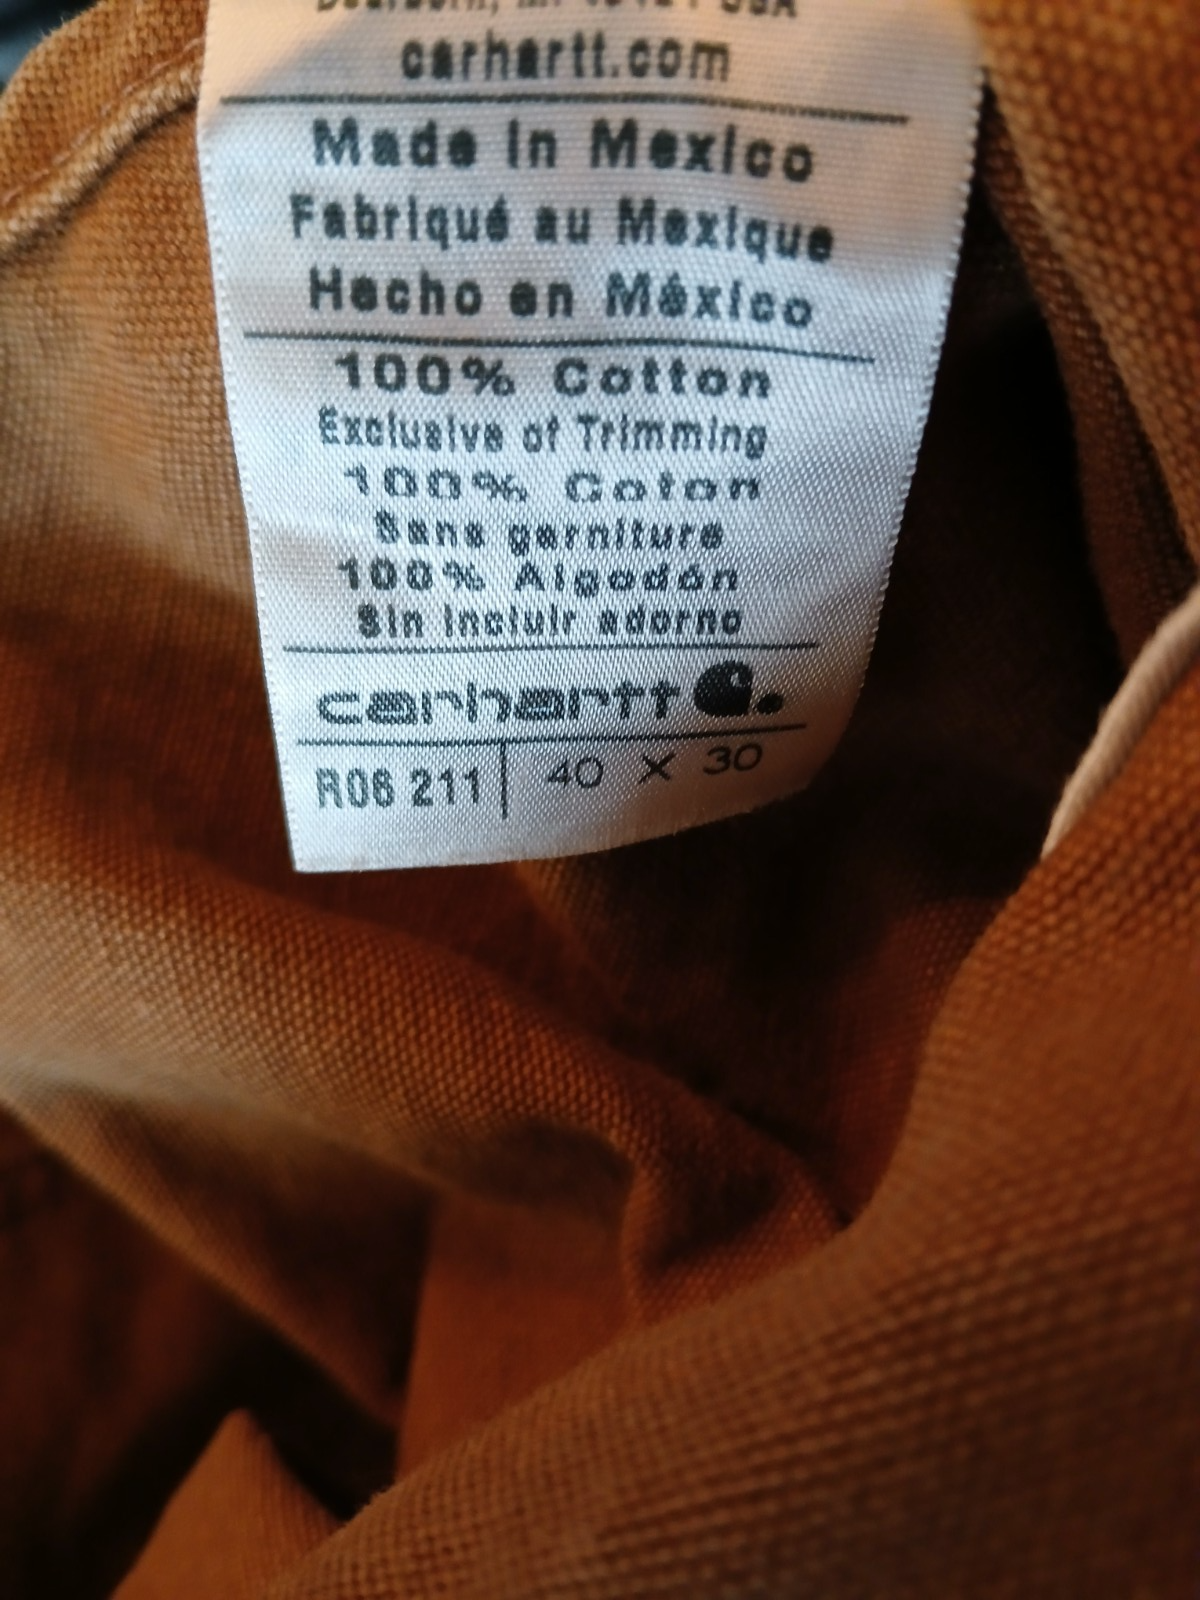 USA
carhartt.com
Made in Mexico
Fabriqué au Mexique
Hecho en México
100% Cotton
Exclusive of Trimming
100% Coton
Sans garniture
100% Algodón
Sin incluir adorno
carhartt
R06 211 40 X 30